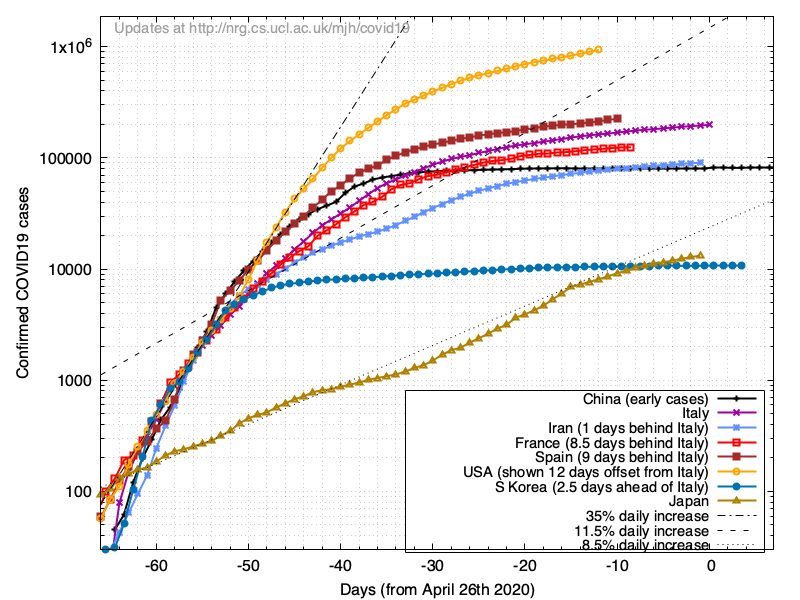 Updates at http://nrg.cs.ucl.ac.uk/mjh/covid19
1x10⁶
100000
10000
1000
100
Confirmed COVID19 cases
China (early cases)
Italy
Iran (1 days behind Italy)
France (8.5 days behind Italy)
Spain (9 days behind Italy)
USA (shown 12 days offset from Italy)
S Korea (2.5 days ahead of Italy)
Japan
35% daily increase
11.5% daily increase
8.5% daily increase
-60 -50 -40 -30 -20 -10 0
Days (from April 26th 2020)